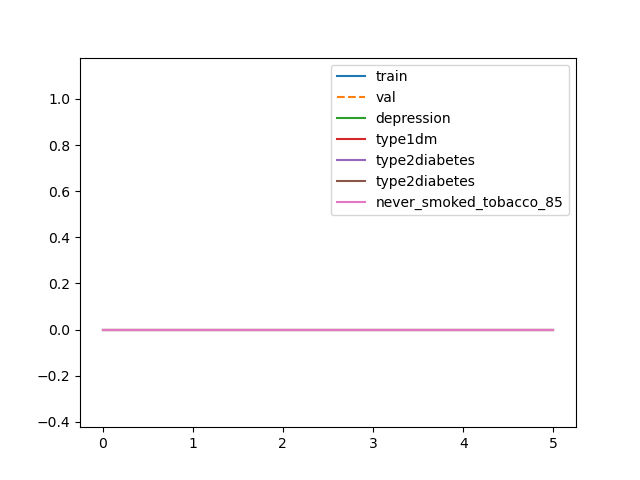 train
val
depression
type1dm
type2diabetes
type2diabetes
never_smoked_tobacco_85
1.0
0.8
0.6
0.4
0.2
0.0
−0.2
−0.4
0 1 2 3 4 5